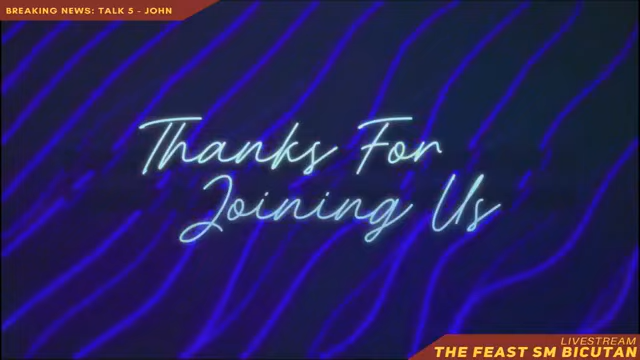 BREAKING NEWS: TALK 5 - JOHN
Thanks For
Joining Us
LIVESTREAM
THE FEAST SM BICUTAN